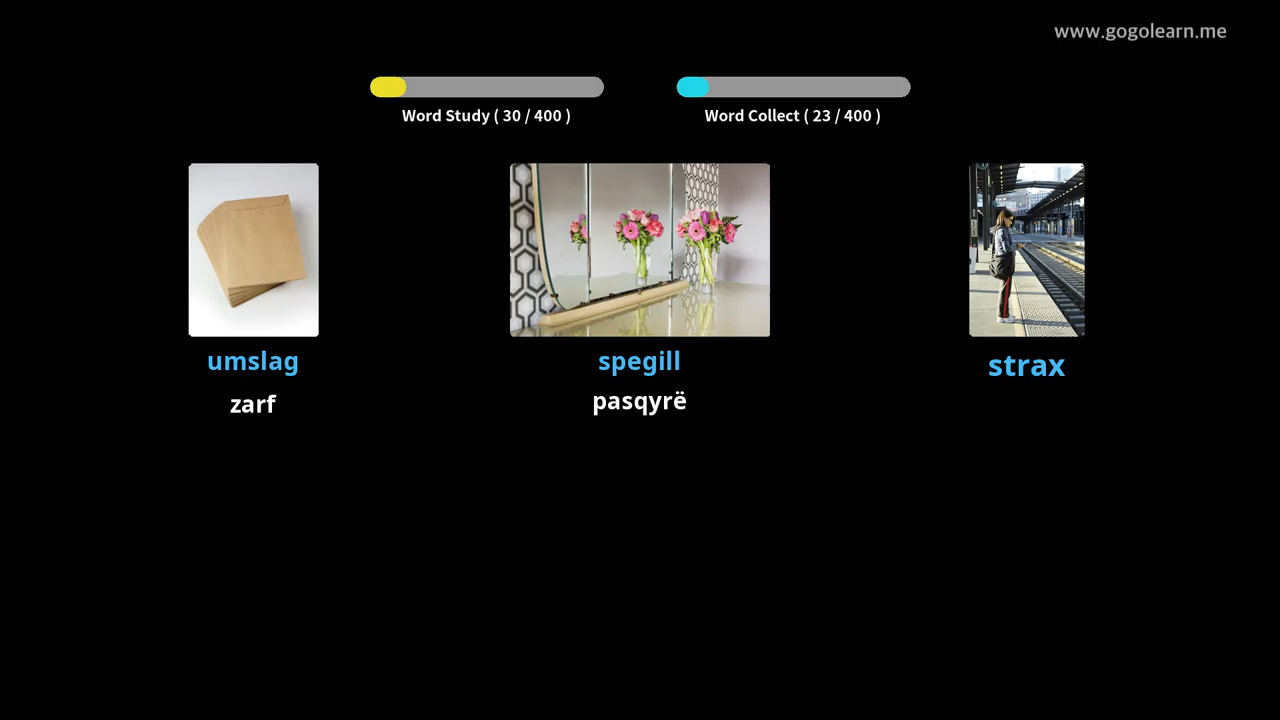 www.gogolearn.me
Word Study ( 30 / 400 )
Word Collect ( 23 / 400 )
umslag
zarf
spegill
pasqyrë
strax